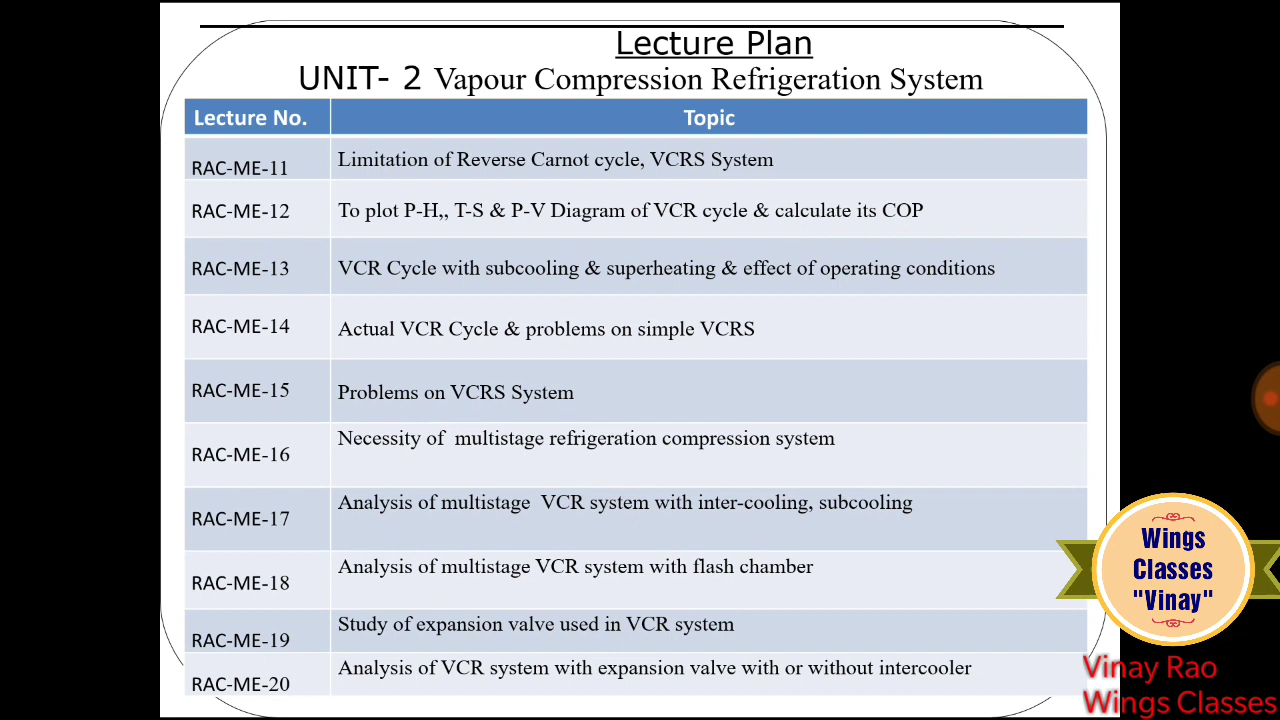 Lecture Plan
UNIT- 2 Vapour Compression Refrigeration System
Lecture No. Topic
RAC-ME-11 Limitation of Reverse Carnot cycle, VCRS System
RAC-ME-12 To plot P-H,, T-S & P-V Diagram of VCR cycle & calculate its COP
RAC-ME-13 VCR Cycle with subcooling & superheating & effect of operating conditions
RAC-ME-14 Actual VCR Cycle & problems on simple VCRS
RAC-ME-15 Problems on VCRS System
RAC-ME-16 Necessity of multistage refrigeration compression system
RAC-ME-17 Analysis of multistage VCR system with inter-cooling, subcooling
RAC-ME-18 Analysis of multistage VCR system with flash chamber
RAC-ME-19 Study of expansion valve used in VCR system
RAC-ME-20 Analysis of VCR system with expansion valve with or without intercooler
Wings
Classes
"Vinay"
Vinay Rao
Wings Classes